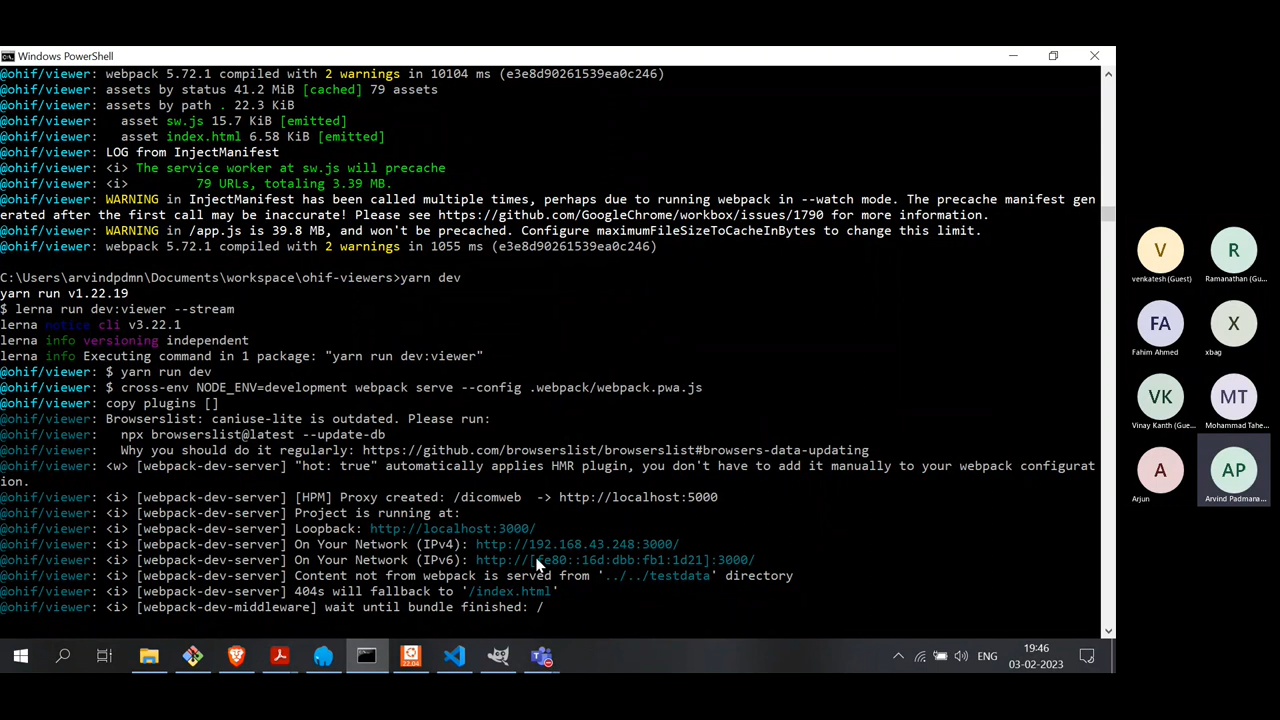 Windows PowerShell
@ohif/viewer: webpack 5.72.1 compiled with 2 warnings in 10104 ms (e3e8d90261539ea0c246)
@ohif/viewer: assets by status 41.2 MiB [cached] 79 assets
@ohif/viewer: assets by path . 22.3 KiB
@ohif/viewer:   asset sw.js 15.7 KiB [emitted]
@ohif/viewer:   asset index.html 6.58 KiB [emitted]
@ohif/viewer: LOG from InjectManifest
@ohif/viewer: <i> The service worker at sw.js will precache
@ohif/viewer: <i>         79 URLs, totaling 3.39 MB.
@ohif/viewer: WARNING in InjectManifest has been called multiple times, perhaps due to running webpack in --watch mode. The precache manifest gen
erated after the first call may be inaccurate! Please see https://github.com/GoogleChrome/workbox/issues/1790 for more information.
@ohif/viewer: WARNING in /app.js is 39.8 MB, and won't be precached. Configure maximumFileSizeToCacheInBytes to change this limit.
@ohif/viewer: webpack 5.72.1 compiled with 2 warnings in 1055 ms (e3e8d90261539ea0c246)
C:\Users\arvindpdmn\Documents\workspace\ohif-viewers>yarn dev
yarn run v1.22.19
$ lerna run dev:viewer --stream
lerna notice cli v3.22.1
lerna info versioning independent
lerna info Executing command in 1 package: "yarn run dev:viewer"
@ohif/viewer: $ yarn run dev
@ohif/viewer: $ cross-env NODE_ENV=development webpack serve --config .webpack/webpack.pwa.js
@ohif/viewer: copy plugins []
@ohif/viewer: Browserslist: caniuse-lite is outdated. Please run:
@ohif/viewer:   npx browserslist@latest --update-db
@ohif/viewer:   Why you should do it regularly: https://github.com/browserslist/browserslist#browsers-data-updating
@ohif/viewer: <w> [webpack-dev-server] "hot: true" automatically applies HMR plugin, you don't have to add it manually to your webpack configurat
ion.
@ohif/viewer: <i> [webpack-dev-server] [HPM] Proxy created: /dicomweb  -> http://localhost:5000
@ohif/viewer: <i> [webpack-dev-server] Project is running at:
@ohif/viewer: <i> [webpack-dev-server] Loopback: http://localhost:3000/
@ohif/viewer: <i> [webpack-dev-server] On Your Network (IPv4): http://192.168.43.248:3000/
@ohif/viewer: <i> [webpack-dev-server] On Your Network (IPv6): http://[fe80::16d:dbb:fb1:1d21]:3000/
@ohif/viewer: <i> [webpack-dev-server] Content not from webpack is served from '../../testdata' directory
@ohif/viewer: <i> [webpack-dev-server] 404s will fallback to '/index.html'
@ohif/viewer: <i> [webpack-dev-middleware] wait until bundle finished: /
22.04
ENG
19:46
03-02-2023
V
R
venkatesh (Guest)
Ramanathan (Gu...
FA
X
Fahim Ahmed
xbag
VK
MT
Vinay Kanth (Gue...
Mohammad Tahe...
A
AP
Arjun
Arvind Padmana...